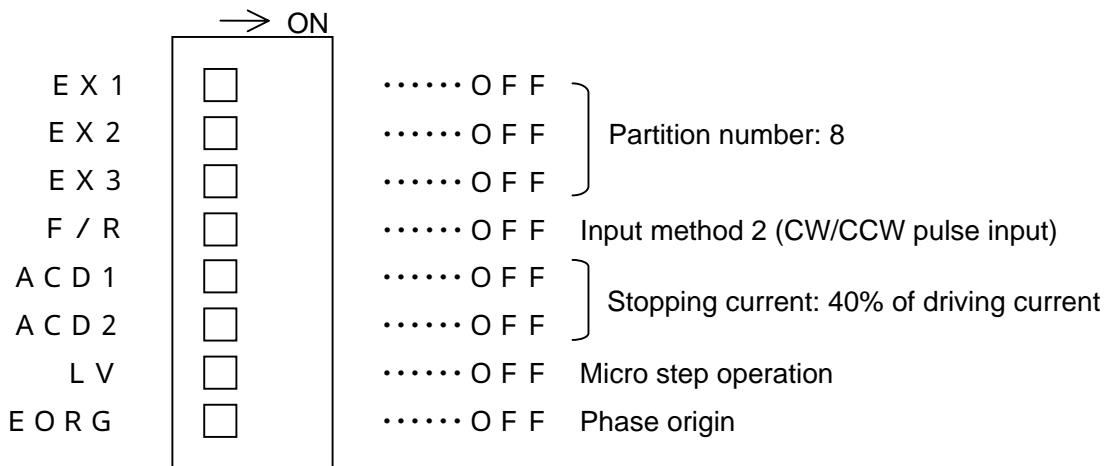 → ON
EX1 ······OFF
EX2 ······OFF Partition number: 8
EX3 ······OFF
F/R ······OFF Input method 2 (CW/CCW pulse input)
ACD1 ······OFF
Stopping current: 40% of driving current
ACD2 ······OFF
LV ······OFF Micro step operation
EORG ······OFF Phase origin